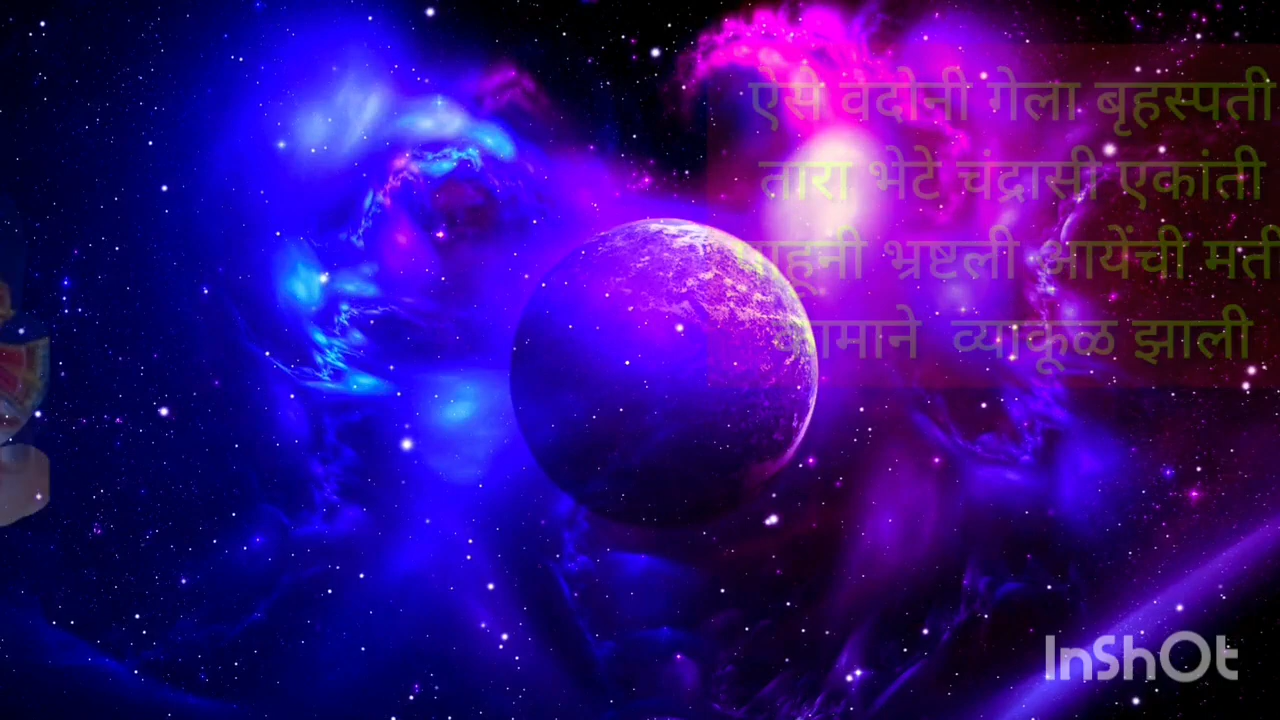 ऐसे वदोनी गेला बृहस्पती
तारा भेटे चंद्रासी एकांती
पाहूनी भ्रष्टली आयेंची मती
कामाने व्याकूळ झाली
InShOt